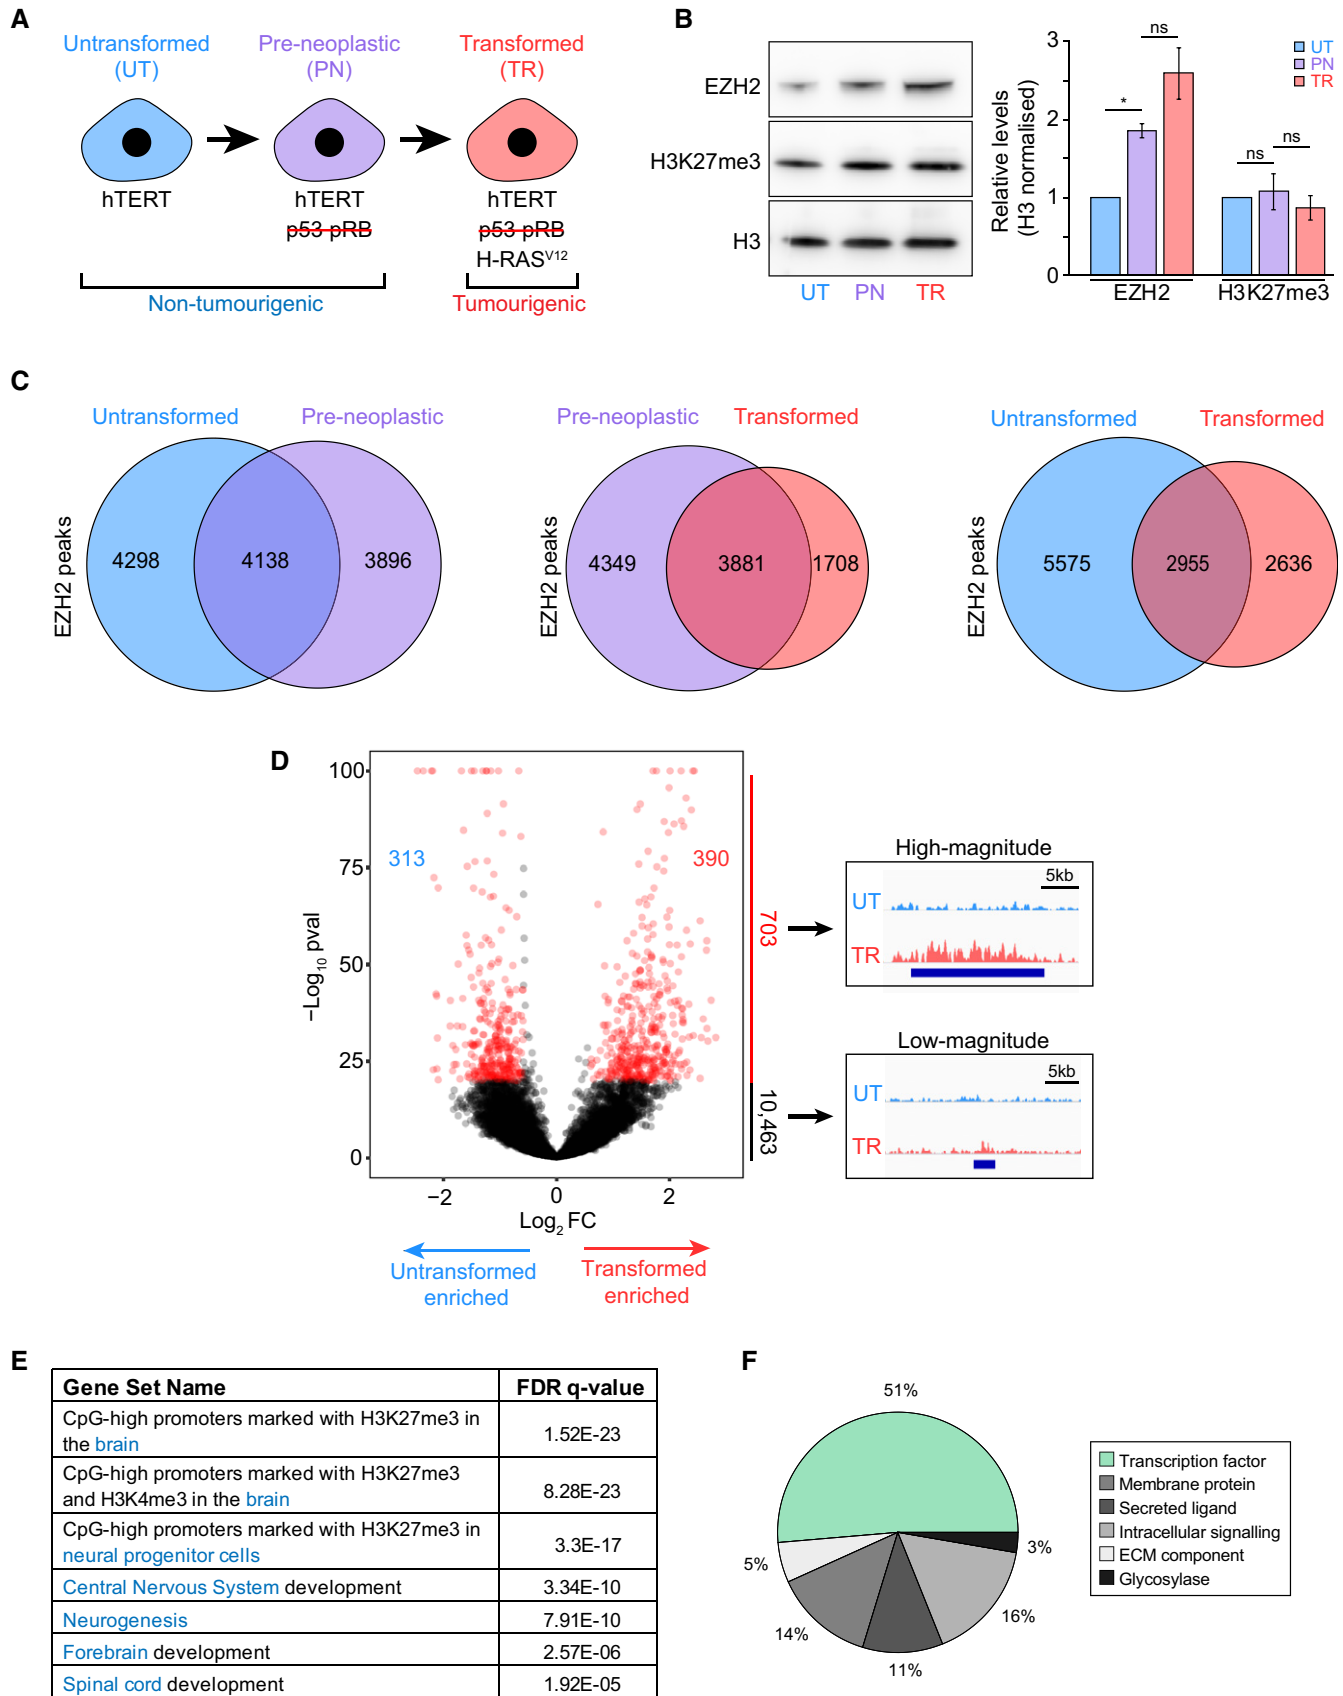 A
Untransformed
(UT)
Pre-neoplastic
(PN)
Transformed
(TR)
hTERT
hTERT
p53 pRB
hTERT
p53 pRB
H-RASV12
Non-tumourigenic
Tumourigenic
B
EZH2
H3K27me3
H3
UT PN TR
Relative levels
(H3 normalised)
3
2
1
0
*
ns
ns
ns
UT
PN
TR
EZH2
H3K27me3
C
Untransformed
Pre-neoplastic
EZH2 peaks
4298
4138
3896
Pre-neoplastic
Transformed
EZH2 peaks
4349
3881
1708
Untransformed
Transformed
EZH2 peaks
5575
2955
2636
D
−Log10 pval
100
75
50
25
0
313
390
703
10,463
−2
0
2
Log2 FC
Untransformed
enriched
Transformed
enriched
High-magnitude
5kb
UT
TR
Low-magnitude
5kb
UT
TR
E
Gene Set Name FDR q-value
CpG-high promoters marked with H3K27me3 in
the brain
1.52E-23
CpG-high promoters marked with H3K27me3
and H3K4me3 in the brain
8.28E-23
CpG-high promoters marked with H3K27me3 in
neural progenitor cells
3.3E-17
Central Nervous System development 3.34E-10
Neurogenesis 7.91E-10
Forebrain development 2.57E-06
Spinal cord development 1.92E-05
F
51%
5%
14%
11%
16%
3%
Transcription factor
Membrane protein
Secreted ligand
Intracellular signalling
ECM component
Glycosylase